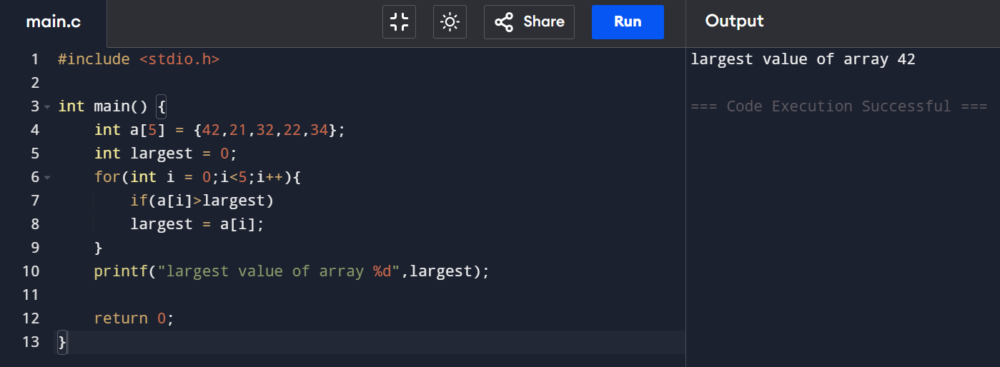 main.c
Share
Run
Output
1 #include <stdio.h>
2
3 int main() {
4     int a[5] = {42,21,32,22,34};
5     int largest = 0;
6     for(int i = 0;i<5;i++){
7         if(a[i]>largest)
8         largest = a[i];
9     }
10     printf("largest value of array %d",largest);
11
12     return 0;
13 }
largest value of array 42
=== Code Execution Successful ===